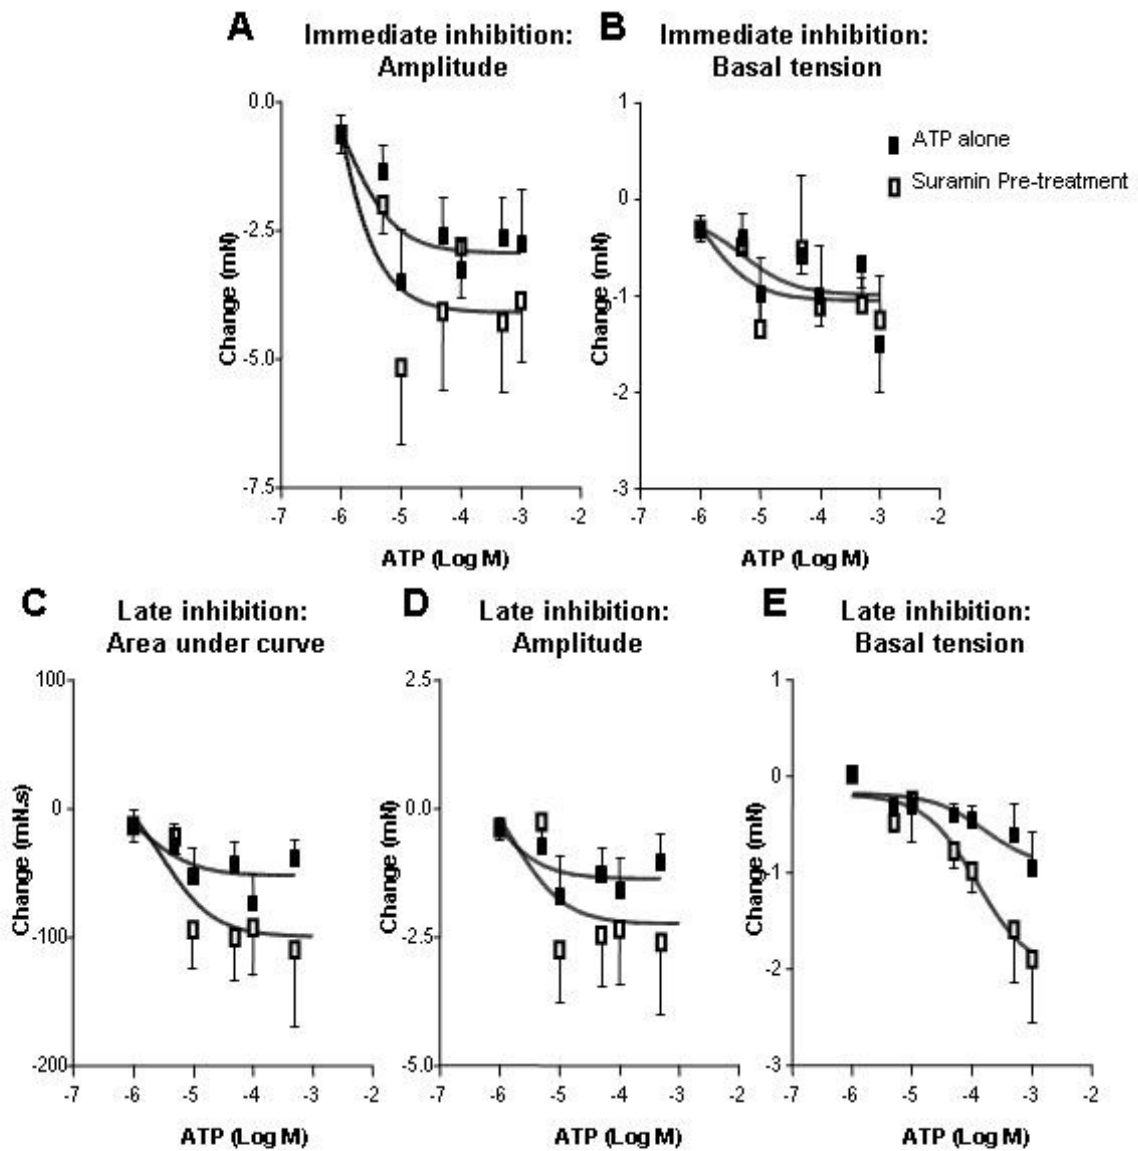 A
Immediate inhibition:
Amplitude
0.0
-2.5
-5.0
-7.5
Change (mN)
-7 -6 -5 -4 -3 -2
ATP (Log M)
B
Immediate inhibition:
Basal tension
1
0
-1
-2
-3
Change (mN)
-7 -6 -5 -4 -3 -2
ATP (Log M)
ATP alone
Suramin Pre-treatment
C
Late inhibition:
Area under curve
100
0
-100
-200
Change (mN.s)
-7 -6 -5 -4 -3 -2
ATP (Log M)
D
Late inhibition:
Amplitude
2.5
0.0
-2.5
-5.0
Change (mN)
-7 -6 -5 -4 -3 -2
ATP (Log M)
E
Late inhibition:
Basal tension
1
0
-1
-2
-3
Change (mN)
-7 -6 -5 -4 -3 -2
ATP (Log M)